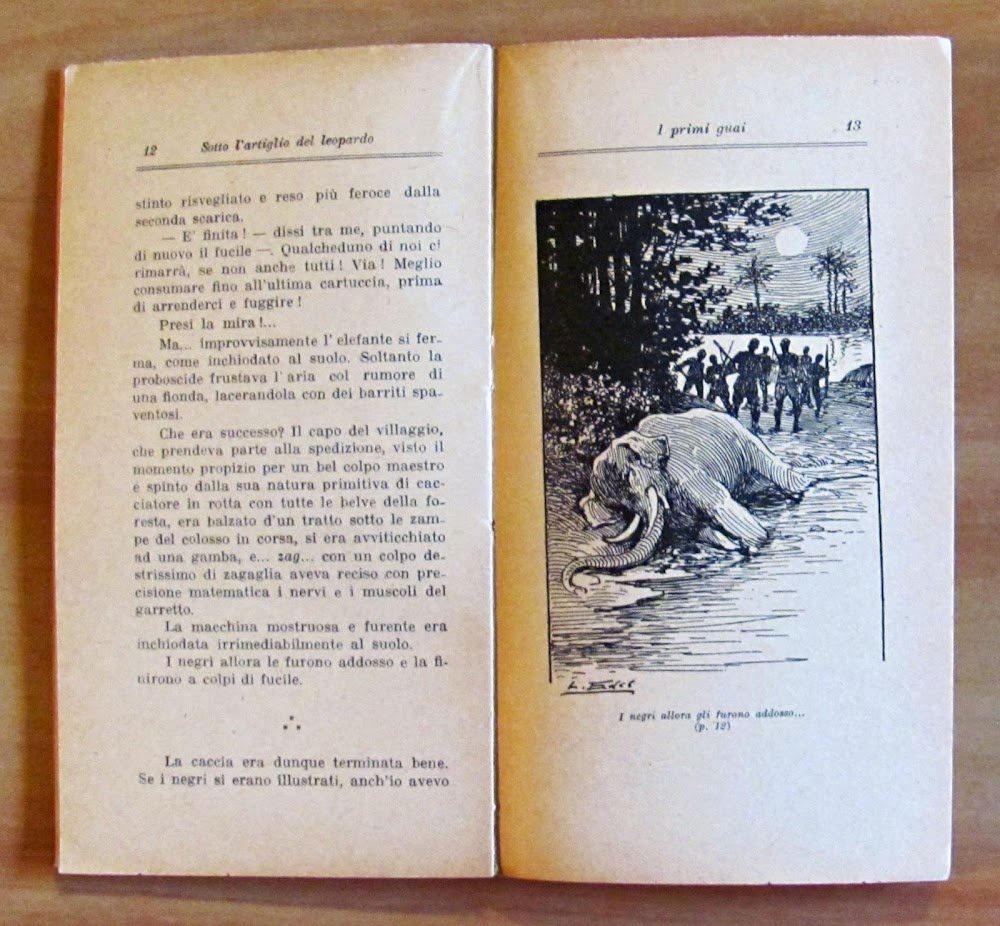 12 Sotto l'artiglio del leopardo
stinto risvegliato e reso più feroce dalla
seconda scarica.
— E' finita ! — dissi tra me, puntando
di nuovo il fucile —. Qualcheduno di noi ci
rimarrà, se non anche tutti ! Via ! Meglio
consumare fino all'ultima cartuccia, prima
di arrenderci e fuggire !
Presi la mira !...
Ma... improvvisamente l' elefante si fer-
ma, come inchiodato al suolo. Soltanto la
proboscide frustava l' aria col rumore di
una fionda, lacerandola con dei barriti spa-
ventosi.
Che era successo? Il capo del villaggio,
che prendeva parte alla spedizione, visto il
momento propizio per un bel colpo maestro
e spinto dalla sua natura primitiva di cac-
ciatore in rotta con tutte le belve della fo-
resta, era balzato d'un tratto sotto le zam-
pe del colosso in corsa, si era avviticchiato
ad una gamba, e... zag... con un colpo de-
strissimo di zagaglia aveva reciso con pre-
cisione matematica i nervi e i muscoli del
garretto.
La macchina mostruosa e furente era
inchiodata irrimediabilmente al suolo.
I negri allora le furono addosso e la fi-
nirono a colpi di fucile.
La caccia era dunque terminata bene.
Se i negri si erano illustrati, anch'io avevo
I primi guai 13
I negri allora gli furono addosso...
(p. 12)